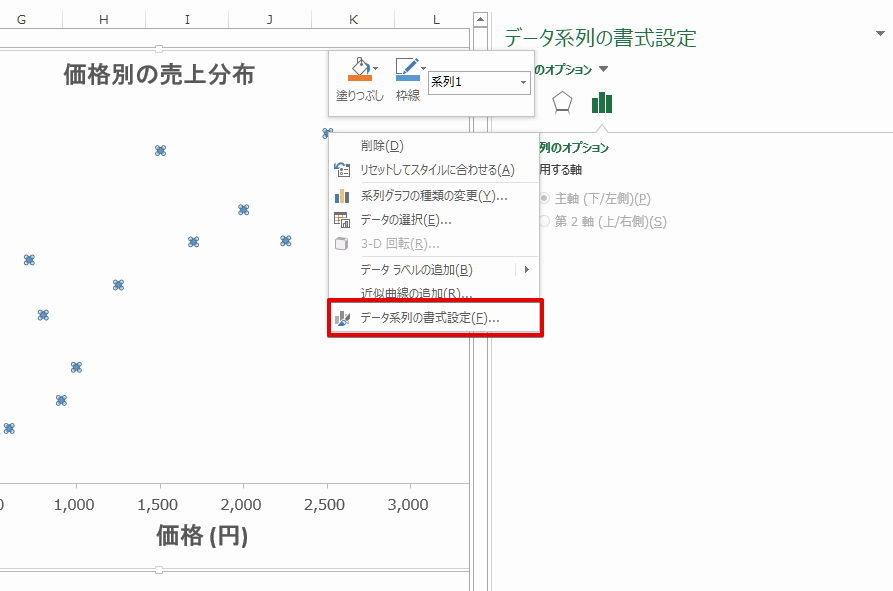 G H I J K L
データ系列の書式設定
価格別の売上分布
塗りつぶし 枠線 系列1
のオプション
削除(D)
リセットしてスタイルに合わせる(A)
系列グラフの種類の変更(Y)...
データの選択(E)...
3-D 回転(R)...
データ ラベルの追加(B)
近似曲線の追加(R)...
データ系列の書式設定(F)...
列のオプション
用する軸
主軸 (下/左側)(P)
第 2 軸 (上/右側)(S)
0 1,000 1,500 2,000 2,500 3,000
価格 (円)